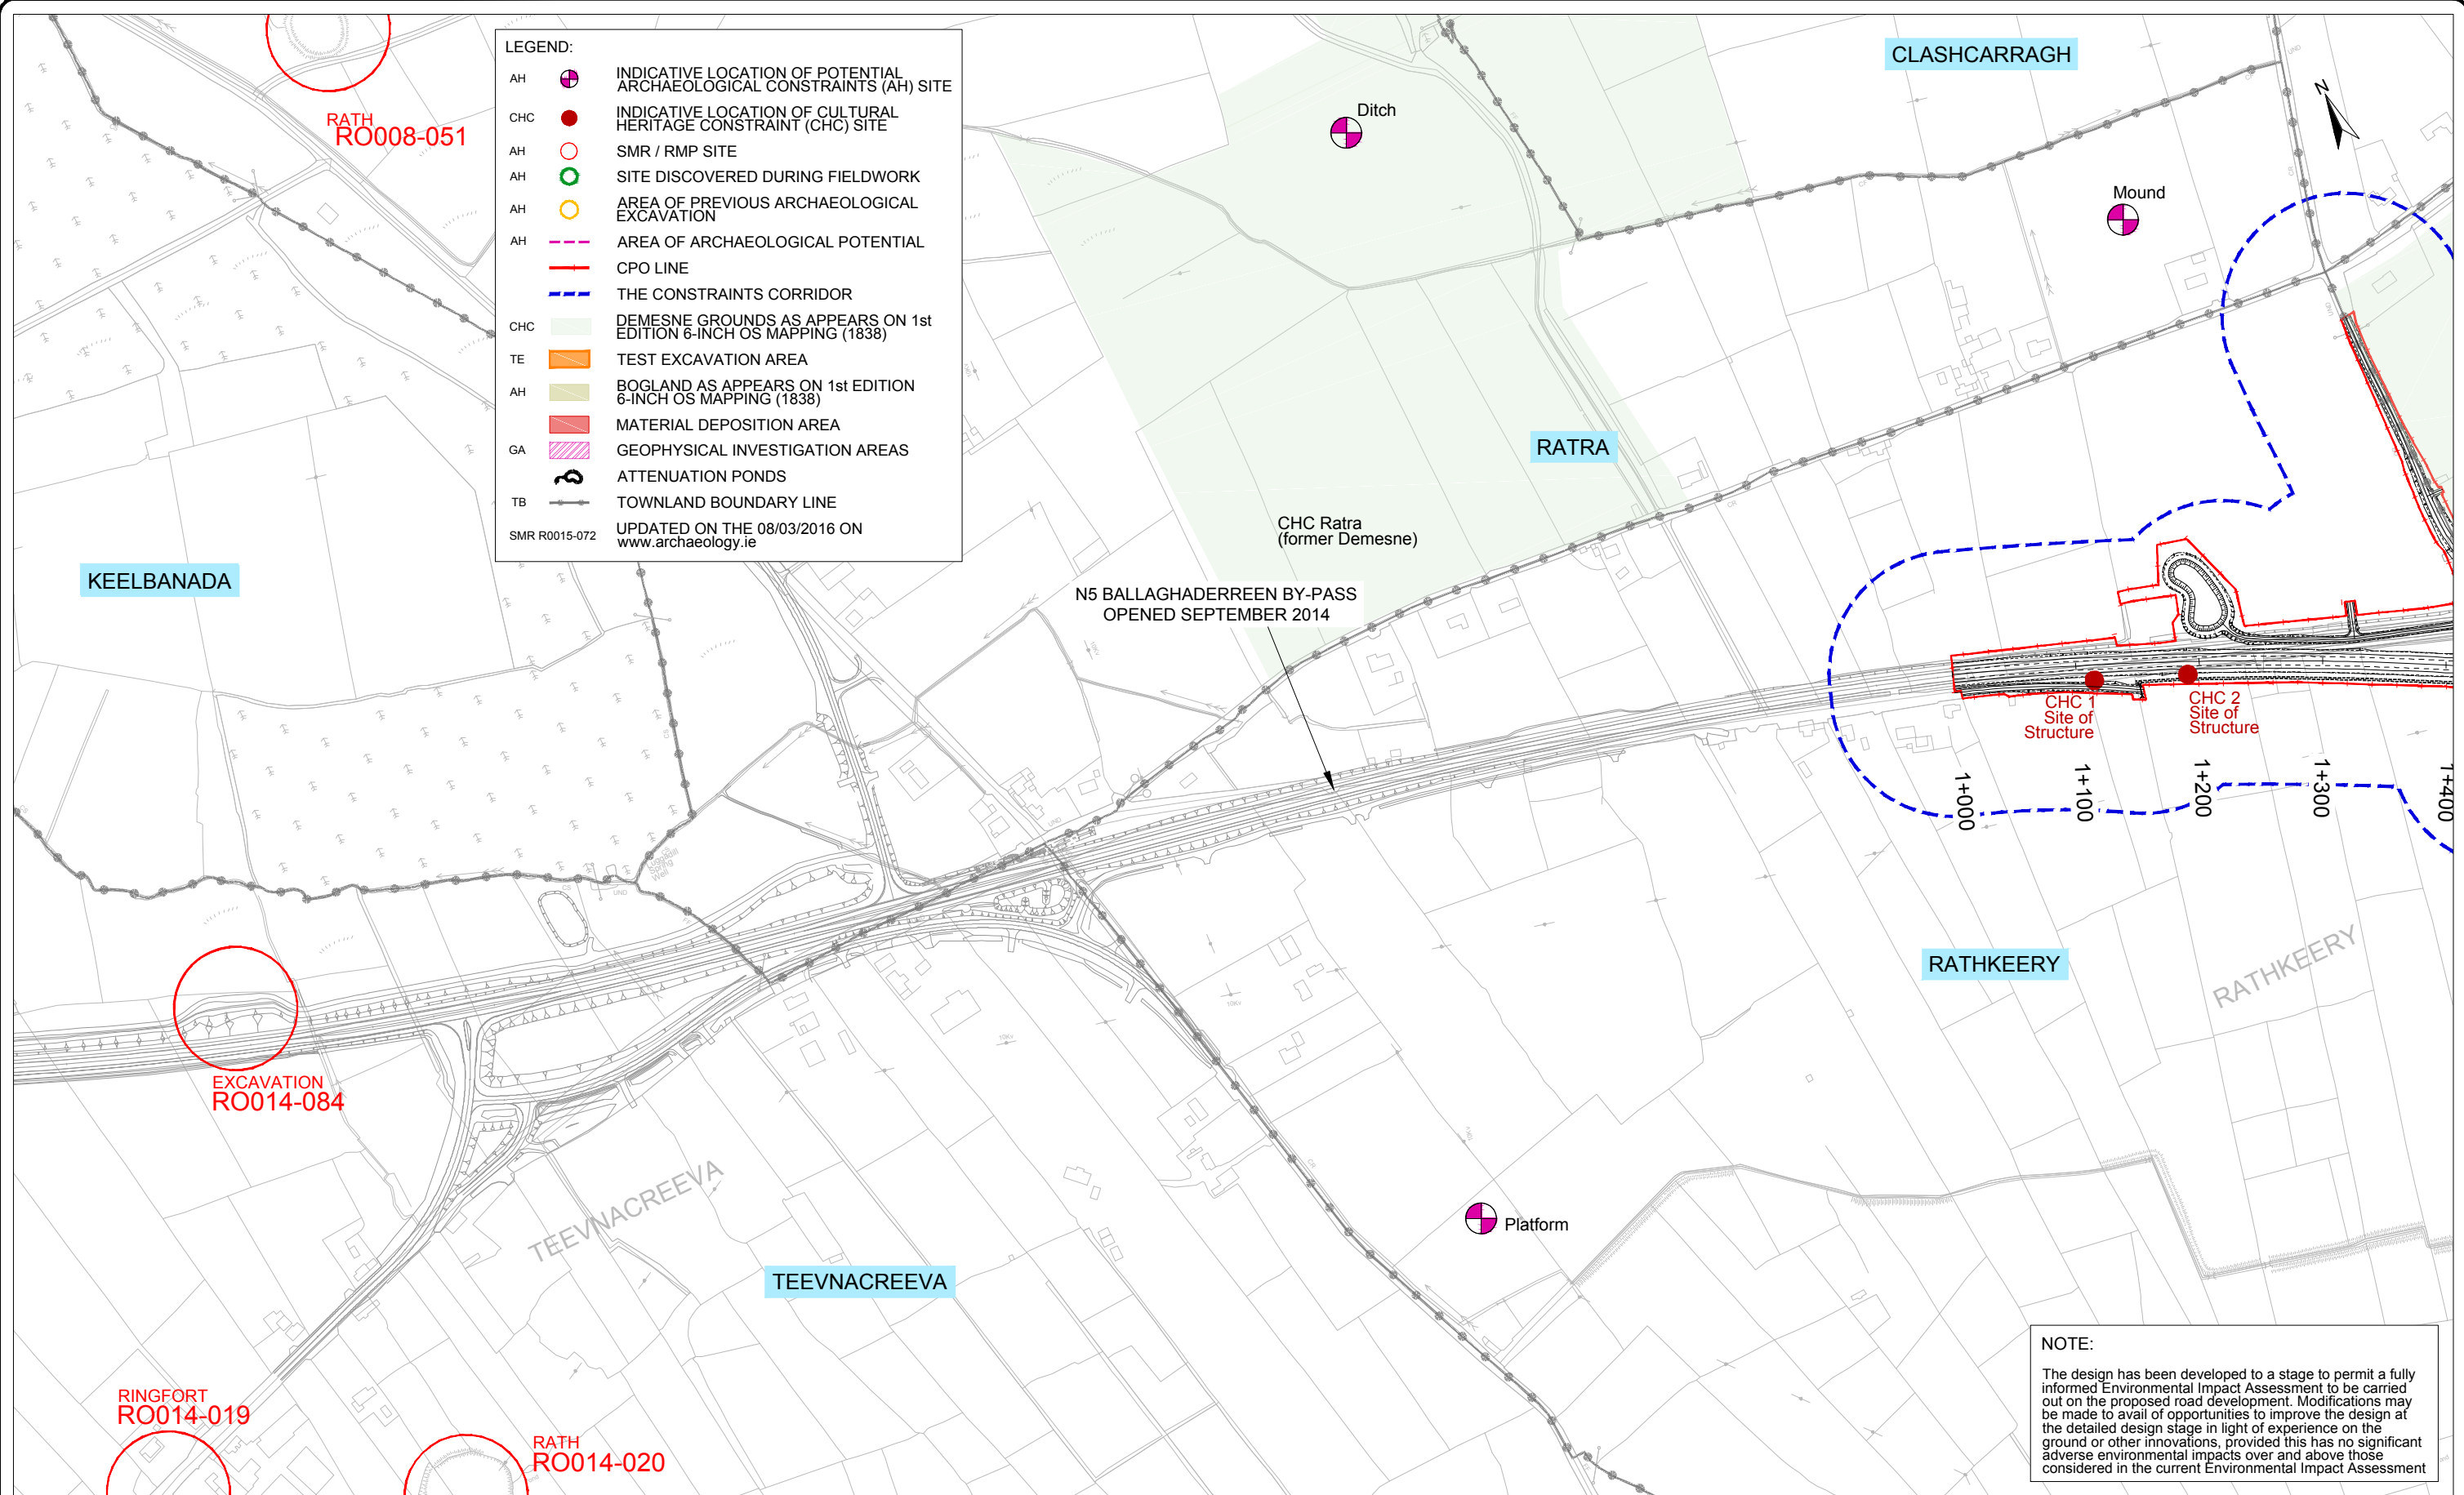 LEGEND:
AH INDICATIVE LOCATION OF POTENTIAL
ARCHAEOLOGICAL CONSTRAINTS (AH) SITE
CHC INDICATIVE LOCATION OF CULTURAL
HERITAGE CONSTRAINT (CHC) SITE
AH SMR / RMP SITE
AH SITE DISCOVERED DURING FIELDWORK
AH AREA OF PREVIOUS ARCHAEOLOGICAL
EXCAVATION
AH AREA OF ARCHAEOLOGICAL POTENTIAL
CPO LINE
THE CONSTRAINTS CORRIDOR
CHC DEMESNE GROUNDS AS APPEARS ON 1st
EDITION 6-INCH OS MAPPING (1838)
TE TEST EXCAVATION AREA
AH BOGLAND AS APPEARS ON 1st EDITION
6-INCH OS MAPPING (1838)
MATERIAL DEPOSITION AREA
GA GEOPHYSICAL INVESTIGATION AREAS
ATTENUATION PONDS
TB TOWNLAND BOUNDARY LINE
SMR R0015-072 UPDATED ON THE 08/03/2016 ON
www.archaeology.ie
RATH
RO008-051
CLASHCARRAGH
N
Ditch
Mound
RATRA
CHC Ratra
(former Demesne)
KEELBANADA
N5 BALLAGHADERREEN BY-PASS
OPENED SEPTEMBER 2014
CHC 1
Site of
Structure
CHC 2
Site of
Structure
1+000
1+100
1+200
1+300
1+400
Spring
Well
RATHKEERY
RATHKEERY
EXCAVATION
RO014-084
TEEVNACREEVA
TEEVNACREEVA
Platform
RINGFORT
RO014-019
RATH
RO014-020
NOTE:
The design has been developed to a stage to permit a fully
informed Environmental Impact Assessment to be carried
out on the proposed road development. Modifications may
be made to avail of opportunities to improve the design at
the detailed design stage in light of experience on the
ground or other innovations, provided this has no significant
adverse environmental impacts over and above those
considered in the current Environmental Impact Assessment